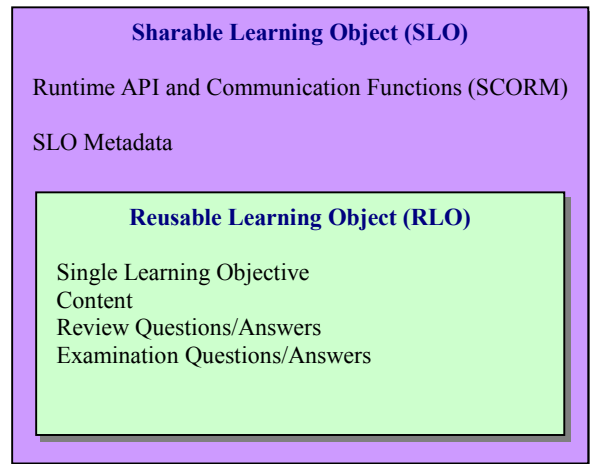 Sharable Learning Object (SLO)
Runtime API and Communication Functions (SCORM)
SLO Metadata
Reusable Learning Object (RLO)
Single Learning Objective
Content
Review Questions/Answers
Examination Questions/Answers